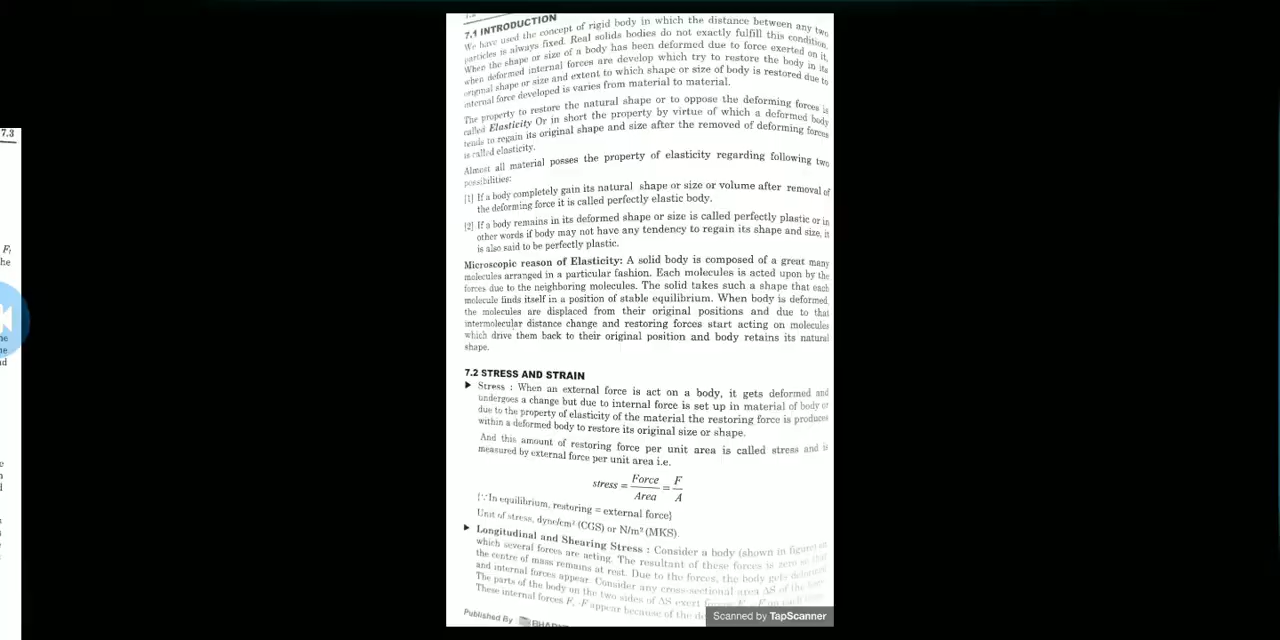 7.3
F
he
ne
ne
nd
7.1 INTRODUCTION
We have used the concept of rigid body in which the distance between any two
particles is always fixed. Real solids bodies do not exactly fulfill this condition.
When the shape or size of a body has been deformed due to force exerted on it,
when deformed internal forces are develop which try to restore the body in its
original shape or size and extent to which shape or size of body is restored due to
internal force developed is varies from material to material.
The property to restore the natural shape or to oppose the deforming forces is
called Elasticity Or in short the property by virtue of which a deformed body
tends to regain its original shape and size after the removed of deforming forces
is called elasticity.
Almost all material posses the property of elasticity regarding following two
possibilities:
[1] If a body completely gain its natural shape or size or volume after removal of
the deforming force it is called perfectly elastic body.
[2] If a body remains in its deformed shape or size is called perfectly plastic or in
other words if body may not have any tendency to regain its shape and size, it
is also said to be perfectly plastic.
Microscopic reason of Elasticity: A solid body is composed of a great many
molecules arranged in a particular fashion. Each molecules is acted upon by the
forces due to the neighboring molecules. The solid takes such a shape that each
molecule finds itself in a position of stable equilibrium. When body is deformed,
the molecules are displaced from their original positions and due to that
intermolecular distance change and restoring forces start acting on molecules
which drive them back to their original position and body retains its natural
shape.
7.2 STRESS AND STRAIN
▶ Stress : When an external force is act on a body, it gets deformed and
undergoes a change but due to internal force is set up in material of body or
due to the property of elasticity of the material the restoring force is produces
within a deformed body to restore its original size or shape.
And this amount of restoring force per unit area is called stress and is
measured by external force per unit area i.e.
stress = Force/Area = F/A
{∵ In equilibrium, restoring = external force}
Unit of stress, dyne/cm² (CGS) or N/m² (MKS).
▶ Longitudinal and Shearing Stress : Consider a body (shown in figure) on
which several forces are acting. The resultant of these forces is zero so that
the centre of mass remains at rest. Due to the forces, the body gets deformed
and internal forces appear. Consider any cross-sectional area ΔS of the body
The parts of the body on the two sides of ΔS exert forces F, -F on each
These internal forces F, -F appear because of the
Published By
Scanned by TapScanner